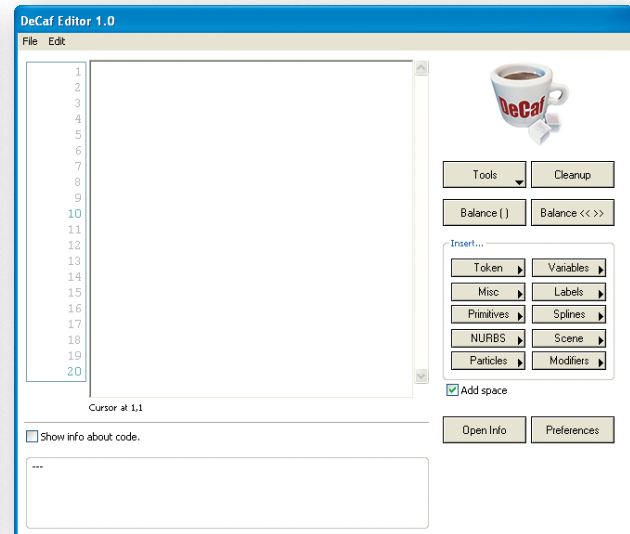 DeCaf Editor 1.0
File Edit
1
2
3
4
5
6
7
8
9
10
11
12
13
14
15
16
17
18
19
20
Cursor at 1,1
Show info about code.
---
DeCaf
Tools Cleanup
Balance ( ) Balance << >>
Insert...
Token Variables
Misc Labels
Primitives Splines
NURBS Scene
Particles Modifiers
Add space
Open Info Preferences